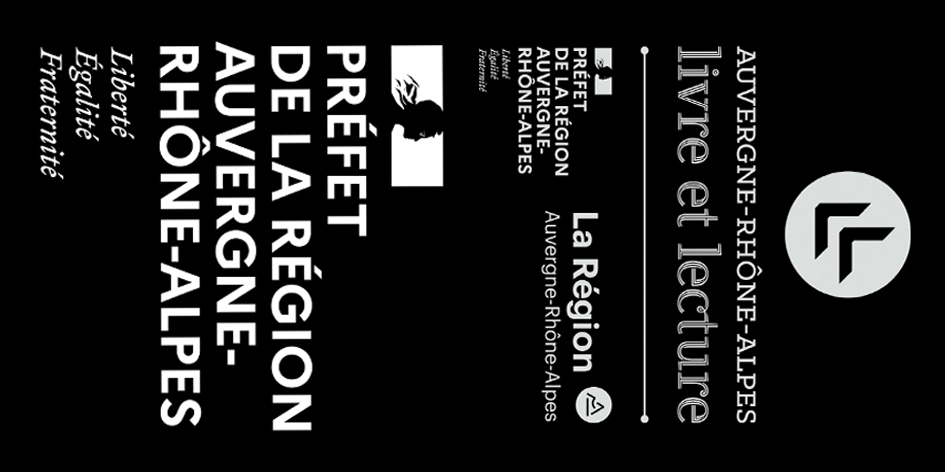 PRÉFET
DE LA RÉGION
AUVERGNE-
RHÔNE-ALPES
Liberté
Égalité
Fraternité
AUVERGNE-RHÔNE-ALPES
livre et lecture
PRÉFET
DE LA RÉGION
AUVERGNE-
RHÔNE-ALPES
Liberté
Égalité
Fraternité
La Région
Auvergne-Rhône-Alpes